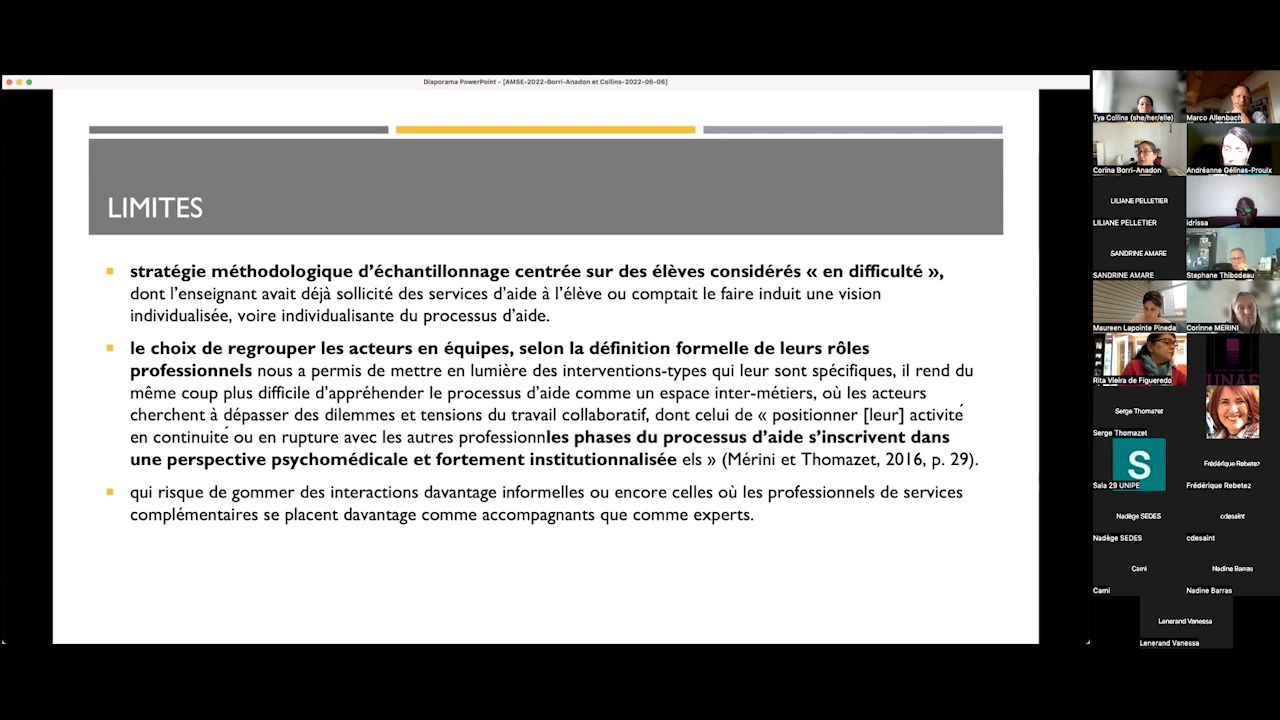 Diaporama PowerPoint - [AMSE-2022-Borri-Anadon et Collins-2022-06-06]
LIMITES
stratégie méthodologique d’échantillonnage centrée sur des élèves considérés « en difficulté »,
dont l’enseignant avait déjà sollicité des services d’aide à l’élève ou comptait le faire induit une vision
individualisée, voire individualisante du processus d’aide.
le choix de regrouper les acteurs en équipes, selon la définition formelle de leurs rôles
professionnels nous a permis de mettre en lumière des interventions-types qui leur sont spécifiques, il rend du
même coup plus difficile d’appréhender le processus d’aide comme un espace inter-métiers, où les acteurs
cherchent à dépasser des dilemmes et tensions du travail collaboratif, dont celui de « positionner [leur] activité
en continuité ou en rupture avec les autres professionnles phases du processus d’aide s’inscrivent dans
une perspective psychomédicale et fortement institutionnalisée els » (Mérini et Thomazet, 2016, p. 29).
qui risque de gommer des interactions davantage informelles ou encore celles où les professionnels de services
complémentaires se placent davantage comme accompagnants que comme experts.
Tya Collins (she/her/elle)
Marco Allenbach
Corina Borri-Anadon
Andréanne Gélinas-Proulx
LILIANE PELLETIER
LILIANE PELLETIER
idrissa
SANDRINE AMARE
SANDRINE AMARE
Stephane Thibodeau
Maureen Lapointe Pineda
Corinne MERINI
Rita Vieira de Figueredo
UNAE
Serge Thomazet
Serge Thomazet
S
Sala 29 UNIPE
Frédérique Rebetez
Frédérique Rebetez
Nadège SEDES
Nadège SEDES
cdesaint
cdesaint
Cami
Cami
Nadine Barras
Nadine Barras
Lenerand Vanessa
Lenerand Vanessa